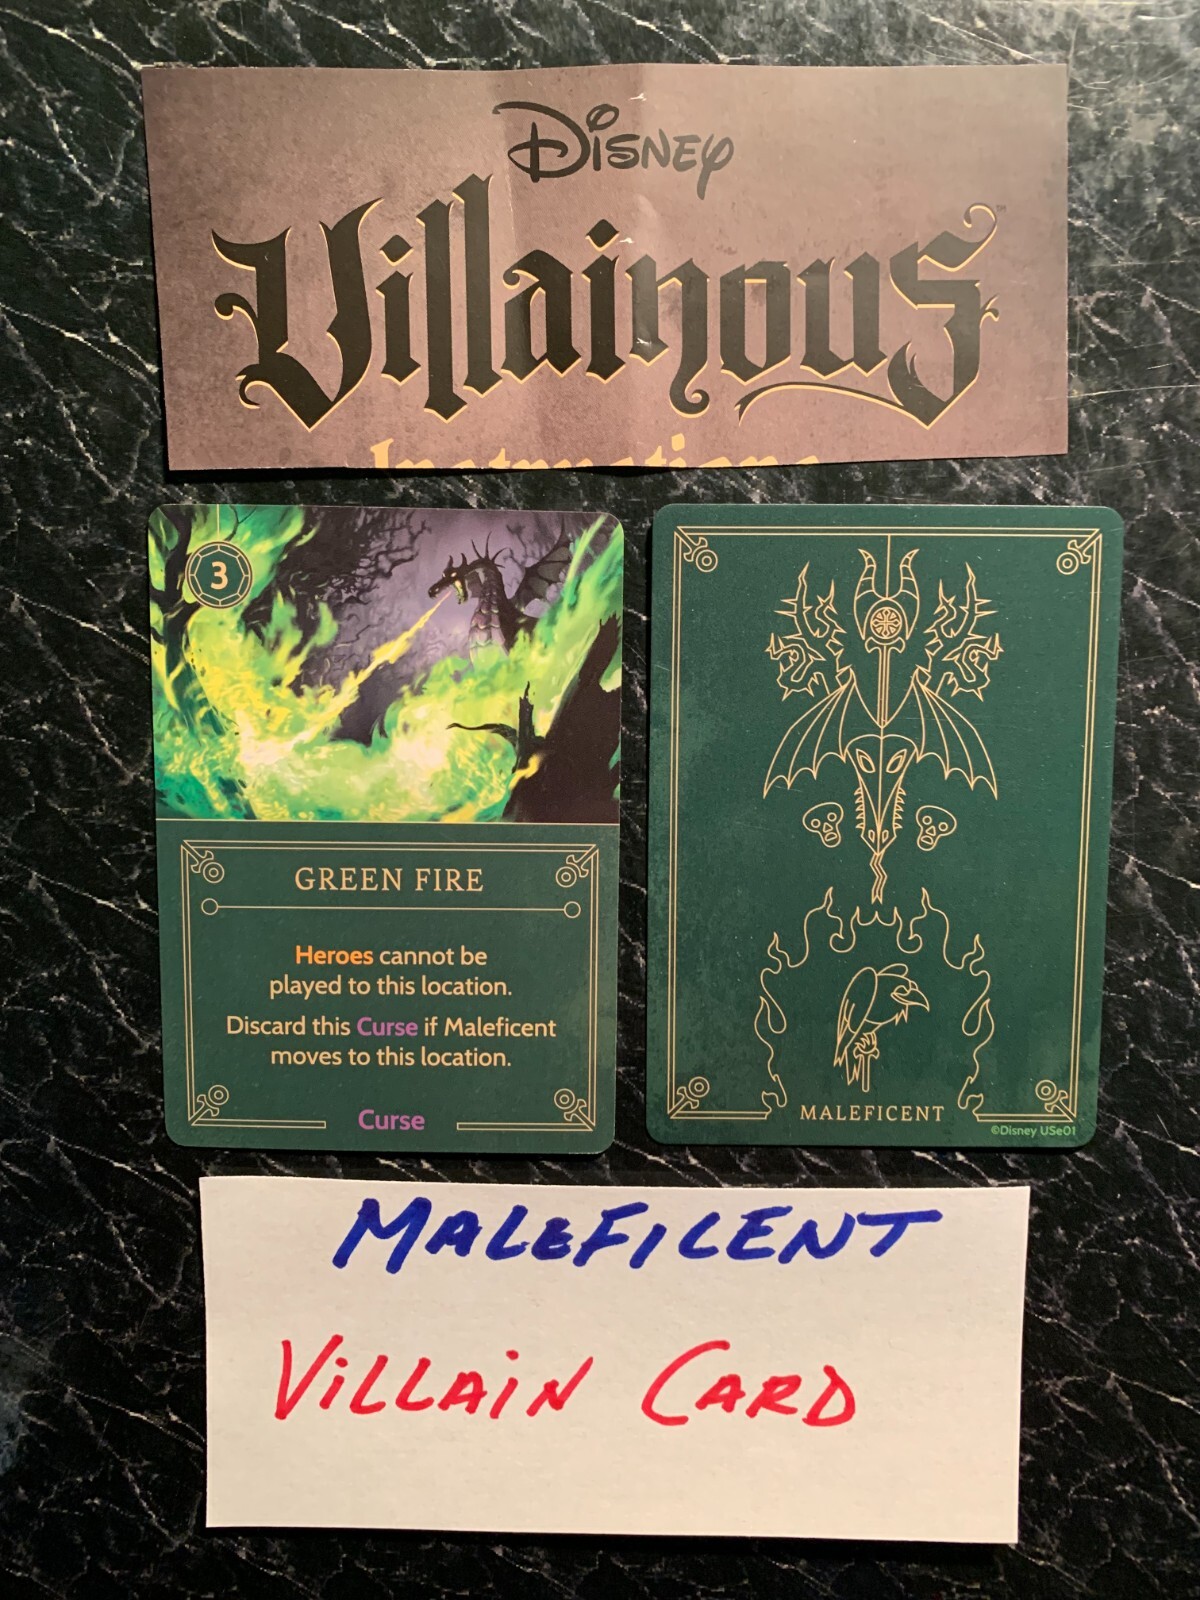 Disney
Villainous
Instructions
3
GREEN FIRE
Heroes cannot be
played to this location.
Discard this Curse if Maleficent
moves to this location.
Curse
MALEFICENT
©Disney USe01
MALEFICENT
ViLLAiN CARD